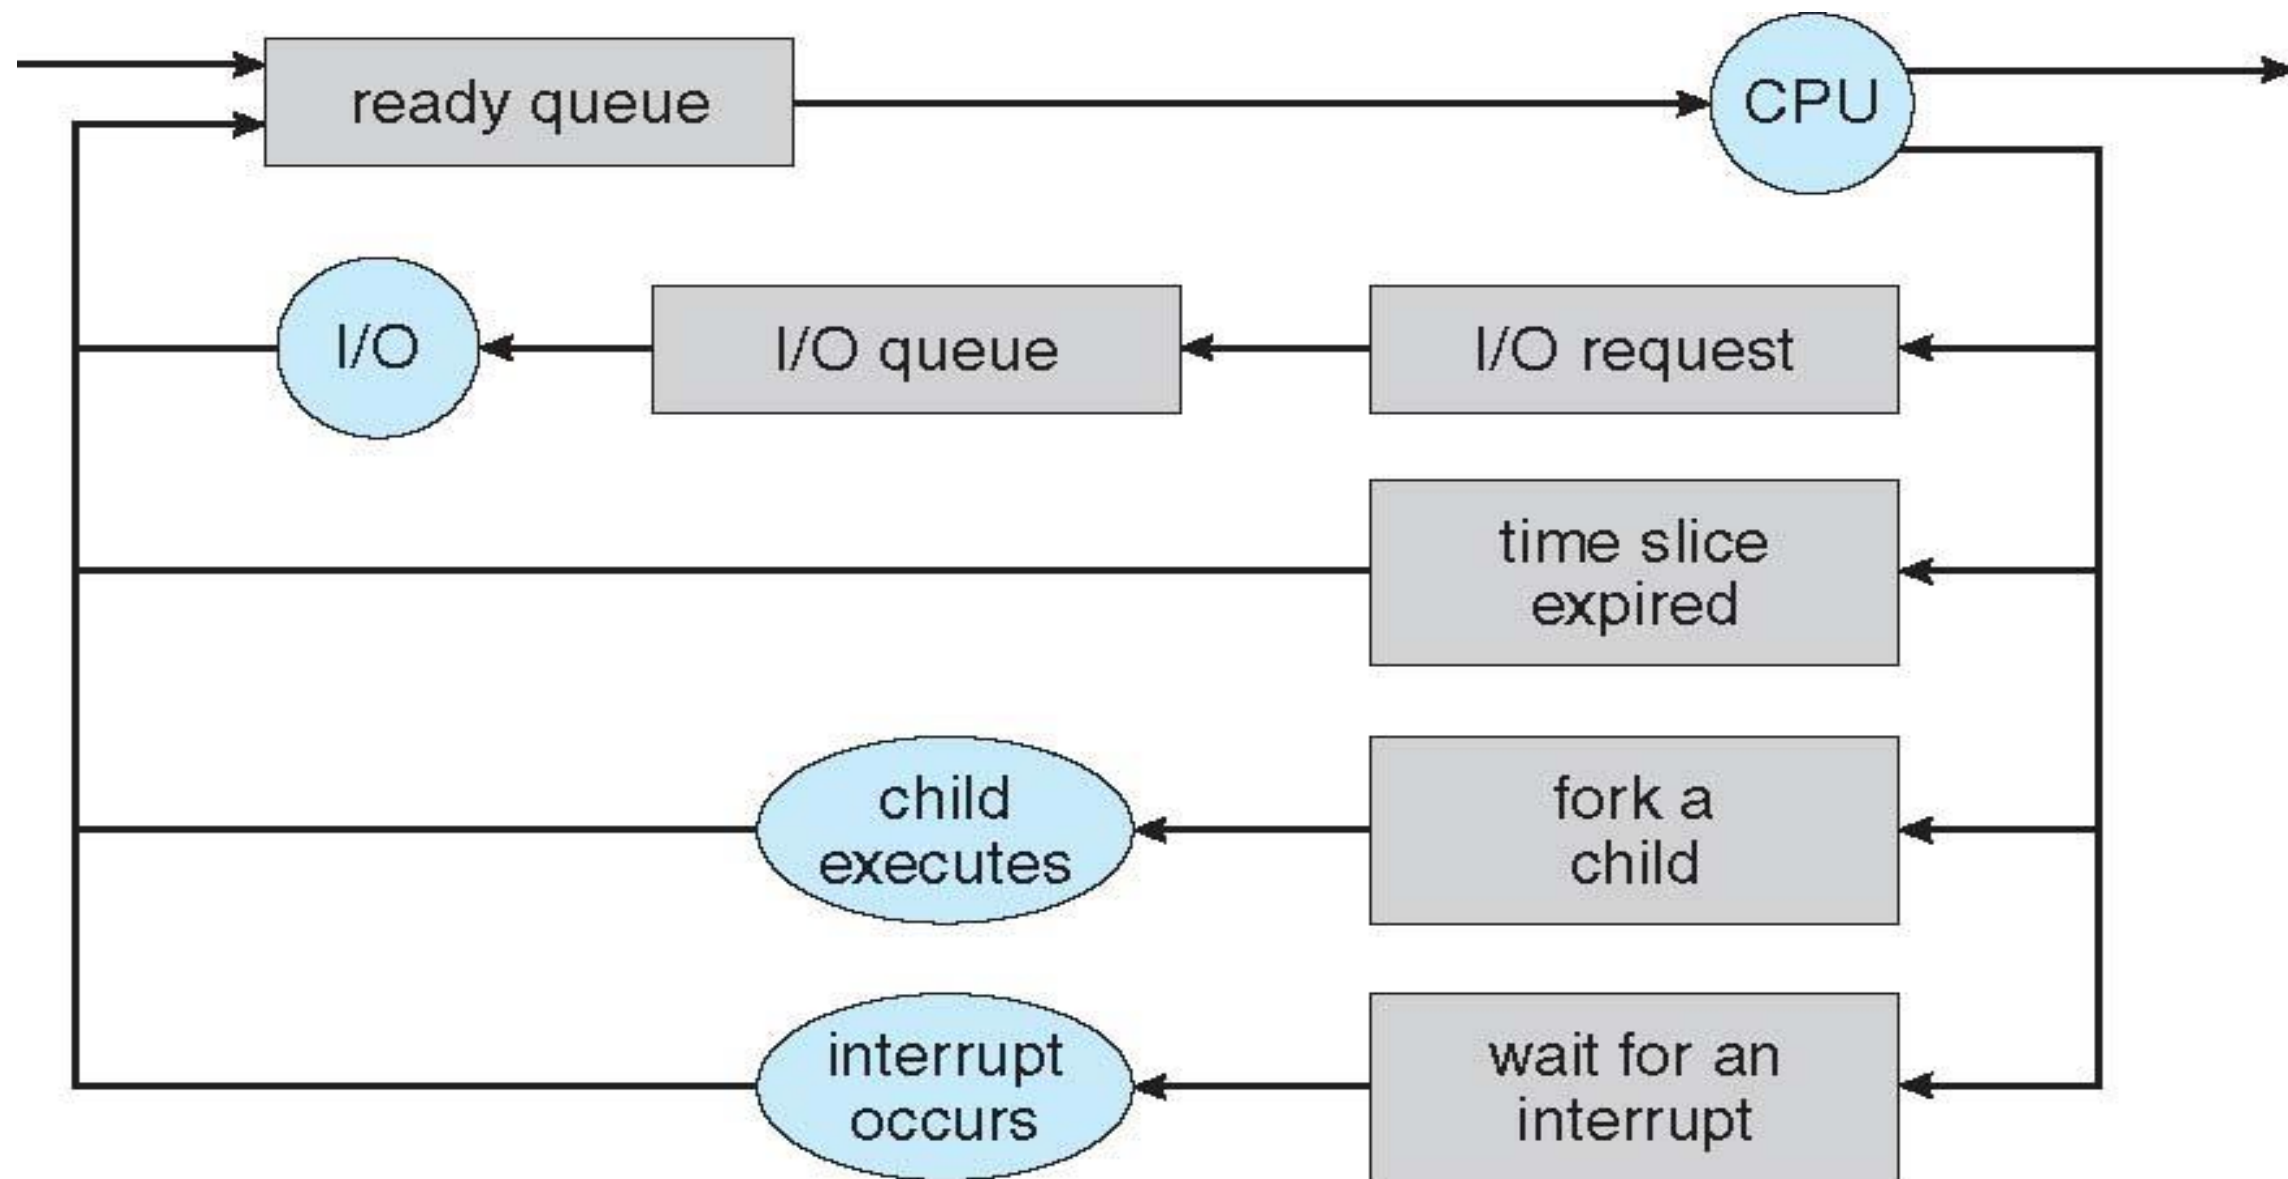 ready queue
CPU
I/O
I/O queue
I/O request
time slice
expired
child
executes
fork a
child
interrupt
occurs
wait for an
interrupt